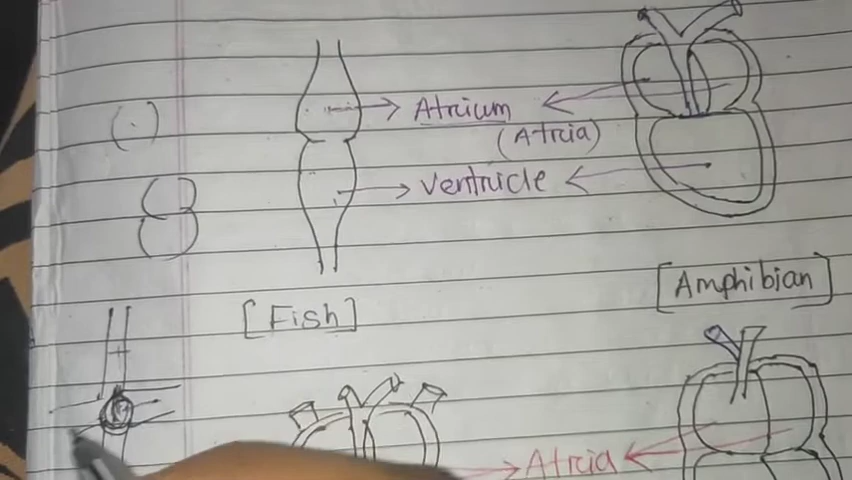 Atrium
(Atria)
Ventricle
[Fish]
[Amphibian]
Atria